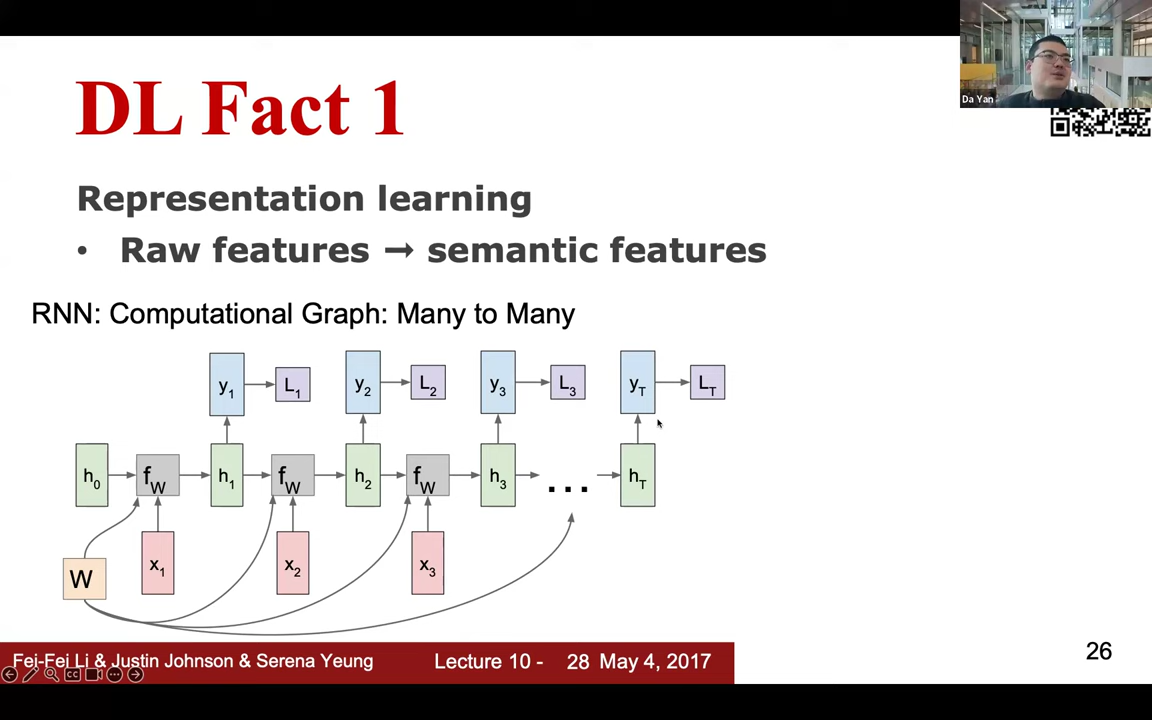 Da Yan
DL Fact 1
Representation learning
• Raw features → semantic features
RNN: Computational Graph: Many to Many
y1 L1 y2 L2 y3 L3 yT LT
h0 fW h1 fW h2 fW h3 ... hT
W x1 x2 x3
Fei-Fei Li & Justin Johnson & Serena Yeung Lecture 10 - 28 May 4, 2017
26
CC